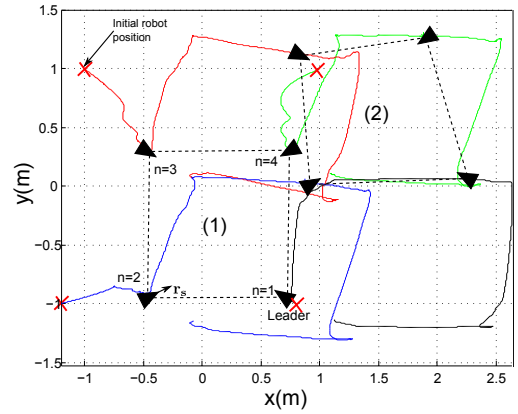 Initial robot
position
1.5
1
0.5
0
−0.5
−1
−1.5
y(m)
(2)
n=3
n=4
(1)
n=2
r_s
n=1
Leader
−1
−0.5
0
0.5
1
1.5
2
2.5
x(m)